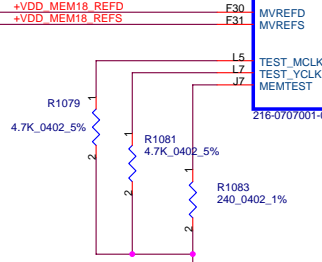 +VDD_MEM18_REFD F30 MVREFD
+VDD_MEM18_REFS F31 MVREFS
L5 TEST_MCLK
L7 TEST_YCLK
J7 MEMTEST
216-0707001-
R1079
4.7K_0402_5%
1
2
R1081
4.7K_0402_5%
1
2
R1083
240_0402_1%
1
2